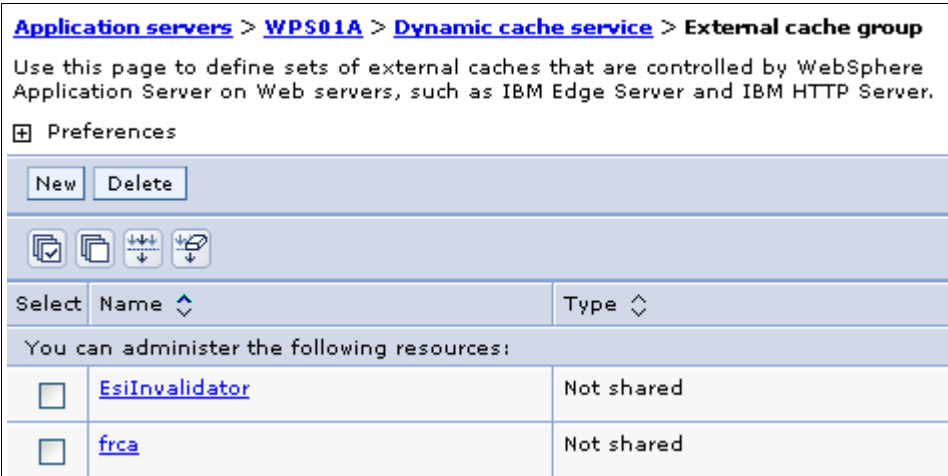 Application servers > WPS01A > Dynamic cache service > External cache group
Use this page to define sets of external caches that are controlled by WebSphere
Application Server on Web servers, such as IBM Edge Server and IBM HTTP Server.
Preferences
New Delete
Select Name Type
You can administer the following resources:
EsiInvalidator Not shared
frca Not shared